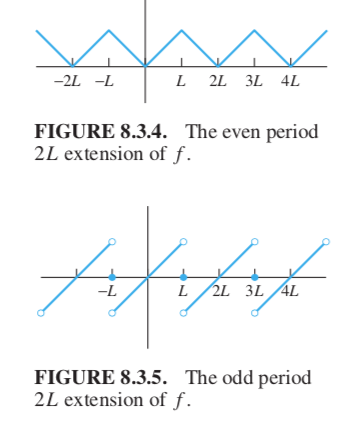 −2L −L L 2L 3L 4L
FIGURE 8.3.4. The even period
2L extension of f.
−L L 2L 3L 4L
FIGURE 8.3.5. The odd period
2L extension of f.